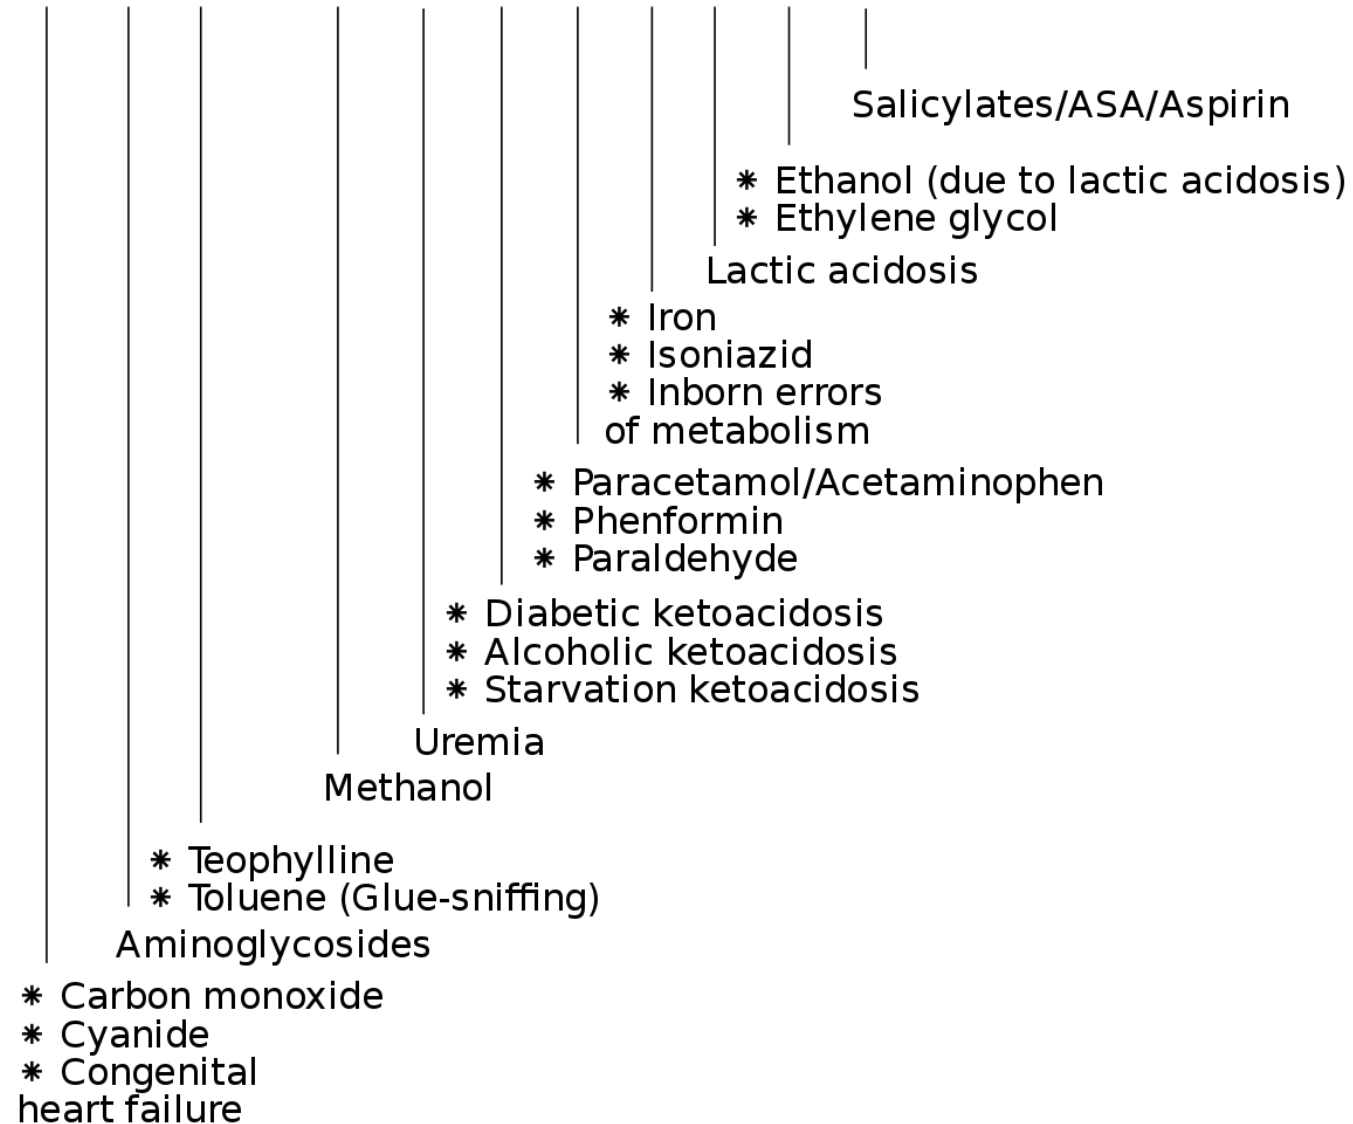 Salicylates/ASA/Aspirin
⁕ Ethanol (due to lactic acidosis)
⁕ Ethylene glycol
Lactic acidosis
⁕ Iron
⁕ Isoniazid
⁕ Inborn errors
of metabolism
⁕ Paracetamol/Acetaminophen
⁕ Phenformin
⁕ Paraldehyde
⁕ Diabetic ketoacidosis
⁕ Alcoholic ketoacidosis
⁕ Starvation ketoacidosis
Uremia
Methanol
⁕ Teophylline
⁕ Toluene (Glue-sniffing)
Aminoglycosides
⁕ Carbon monoxide
⁕ Cyanide
⁕ Congenital
heart failure